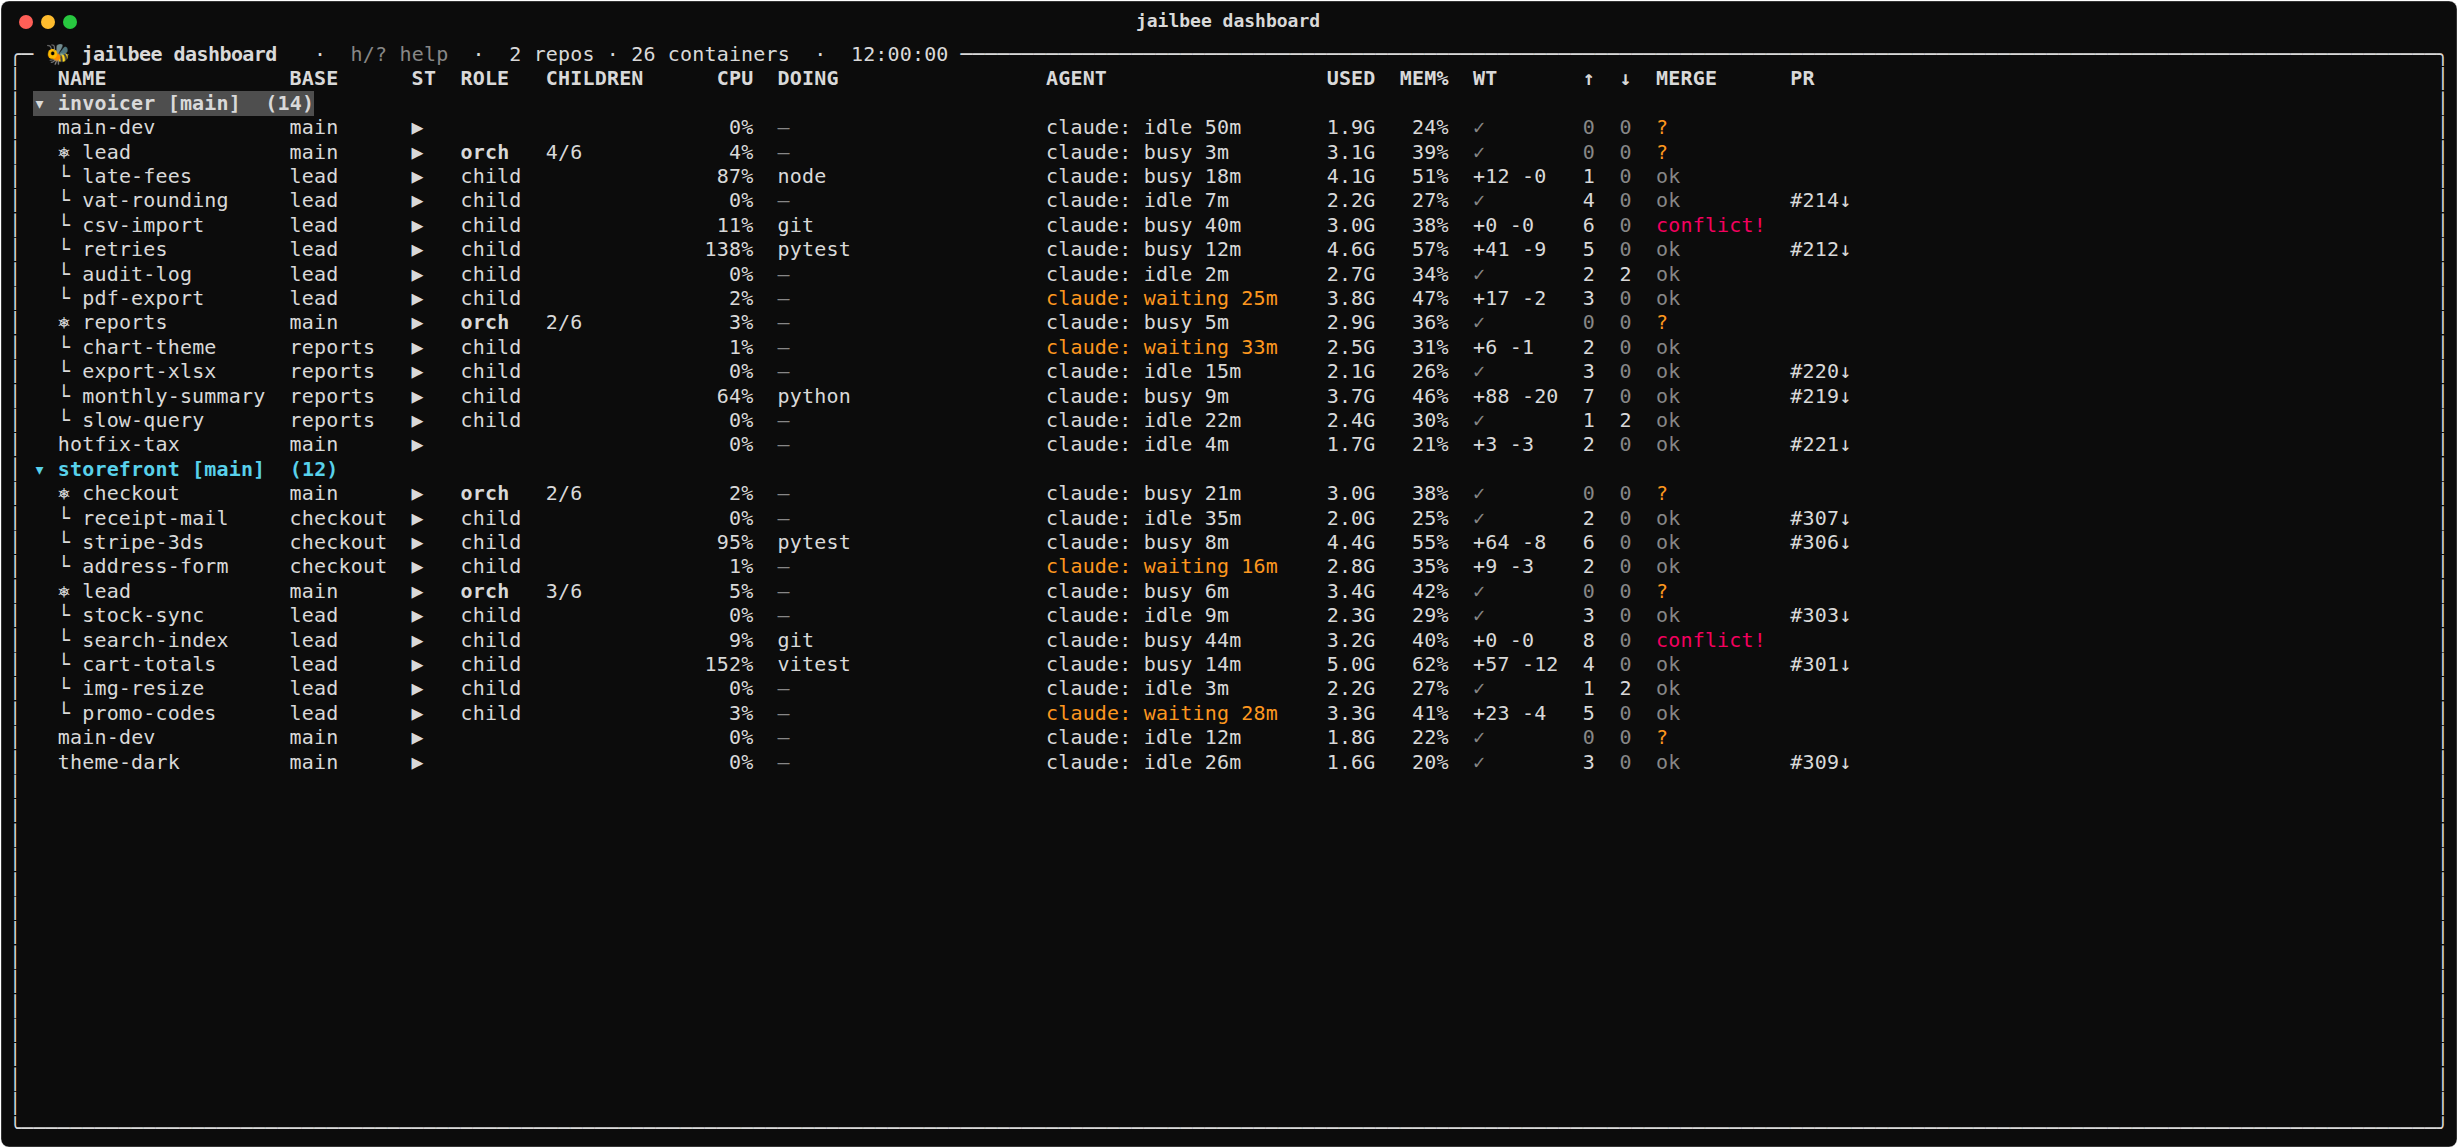 jailbee dashboard
🐝 jailbee dashboard · h/? help · 2 repos · 26 containers · 12:00:00
NAME BASE ST ROLE CHILDREN CPU DOING AGENT USED MEM% WT ↑ ↓ MERGE PR
▾ invoicer [main] (14)
main-dev main ▶ 0% — claude: idle 50m 1.9G 24% ✓ 0 0 ?
⎈ lead main ▶ orch 4/6 4% — claude: busy 3m 3.1G 39% ✓ 0 0 ?
└ late-fees lead ▶ child 87% node claude: busy 18m 4.1G 51% +12 -0 1 0 ok
└ vat-rounding lead ▶ child 0% — claude: idle 7m 2.2G 27% ✓ 4 0 ok #214↓
└ csv-import lead ▶ child 11% git claude: busy 40m 3.0G 38% +0 -0 6 0 conflict!
└ retries lead ▶ child 138% pytest claude: busy 12m 4.6G 57% +41 -9 5 0 ok #212↓
└ audit-log lead ▶ child 0% — claude: idle 2m 2.7G 34% ✓ 2 2 ok
└ pdf-export lead ▶ child 2% — claude: waiting 25m 3.8G 47% +17 -2 3 0 ok
⎈ reports main ▶ orch 2/6 3% — claude: busy 5m 2.9G 36% ✓ 0 0 ?
└ chart-theme reports ▶ child 1% — claude: waiting 33m 2.5G 31% +6 -1 2 0 ok
└ export-xlsx reports ▶ child 0% — claude: idle 15m 2.1G 26% ✓ 3 0 ok #220↓
└ monthly-summary reports ▶ child 64% python claude: busy 9m 3.7G 46% +88 -20 7 0 ok #219↓
└ slow-query reports ▶ child 0% — claude: idle 22m 2.4G 30% ✓ 1 2 ok
hotfix-tax main ▶ 0% — claude: idle 4m 1.7G 21% +3 -3 2 0 ok #221↓
▾ storefront [main] (12)
⎈ checkout main ▶ orch 2/6 2% — claude: busy 21m 3.0G 38% ✓ 0 0 ?
└ receipt-mail checkout ▶ child 0% — claude: idle 35m 2.0G 25% ✓ 2 0 ok #307↓
└ stripe-3ds checkout ▶ child 95% pytest claude: busy 8m 4.4G 55% +64 -8 6 0 ok #306↓
└ address-form checkout ▶ child 1% — claude: waiting 16m 2.8G 35% +9 -3 2 0 ok
⎈ lead main ▶ orch 3/6 5% — claude: busy 6m 3.4G 42% ✓ 0 0 ?
└ stock-sync lead ▶ child 0% — claude: idle 9m 2.3G 29% ✓ 3 0 ok #303↓
└ search-index lead ▶ child 9% git claude: busy 44m 3.2G 40% +0 -0 8 0 conflict!
└ cart-totals lead ▶ child 152% vitest claude: busy 14m 5.0G 62% +57 -12 4 0 ok #301↓
└ img-resize lead ▶ child 0% — claude: idle 3m 2.2G 27% ✓ 1 2 ok
└ promo-codes lead ▶ child 3% — claude: waiting 28m 3.3G 41% +23 -4 5 0 ok
main-dev main ▶ 0% — claude: idle 12m 1.8G 22% ✓ 0 0 ?
theme-dark main ▶ 0% — claude: idle 26m 1.6G 20% ✓ 3 0 ok #309↓